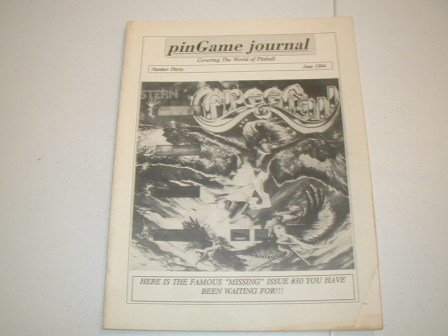 pinGame journal
Covering The World of Pinball
Number Thirty
June 1994
STERN
HERE IS THE FAMOUS "MISSING" ISSUE #30 YOU HAVE
BEEN WAITING FOR!!!